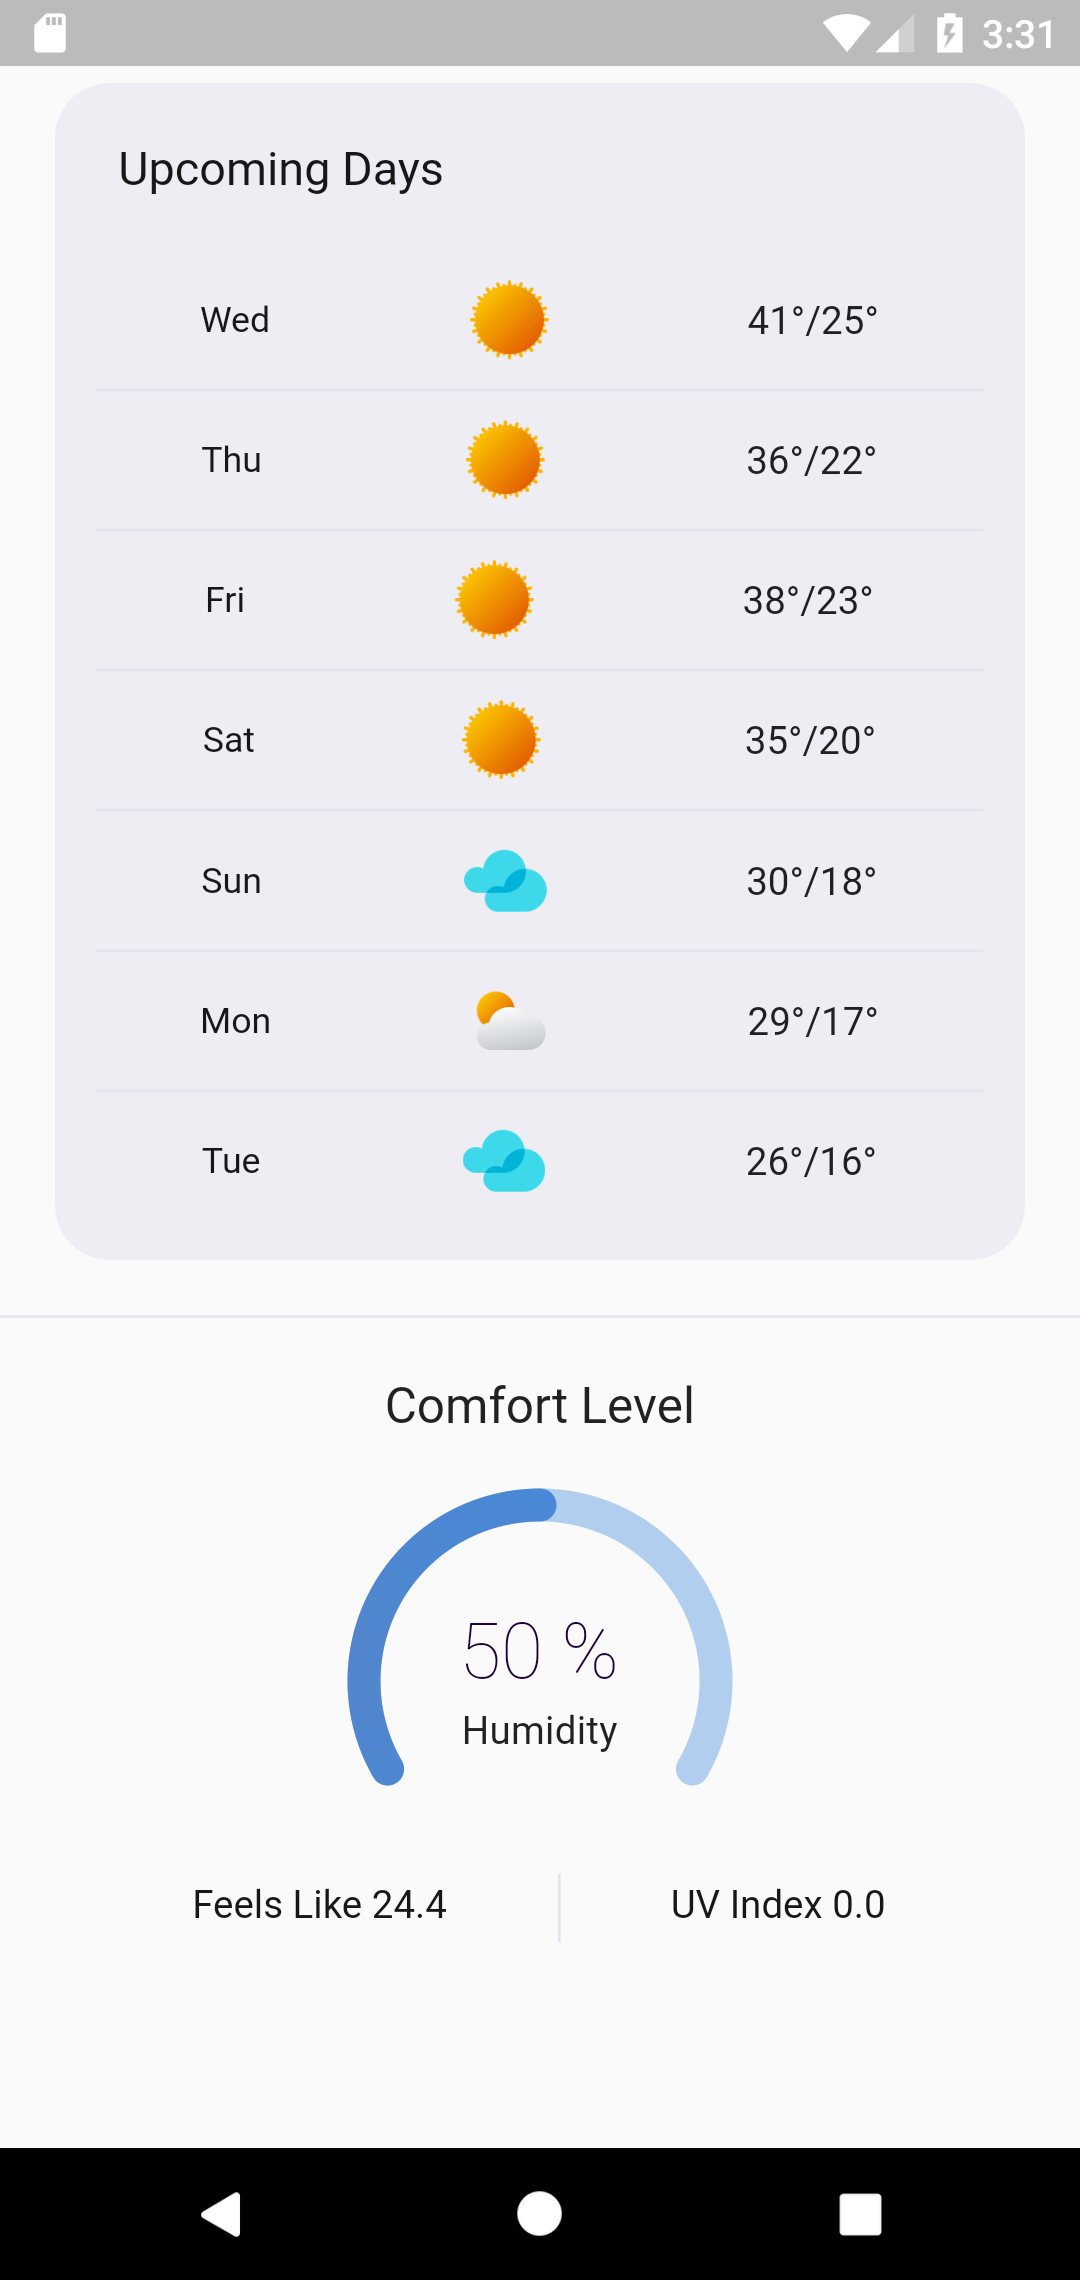 3:31
Upcoming Days
Wed 41°/25°
Thu 36°/22°
Fri 38°/23°
Sat 35°/20°
Sun 30°/18°
Mon 29°/17°
Tue 26°/16°
Comfort Level
50 %
Humidity
Feels Like 24.4 UV Index 0.0